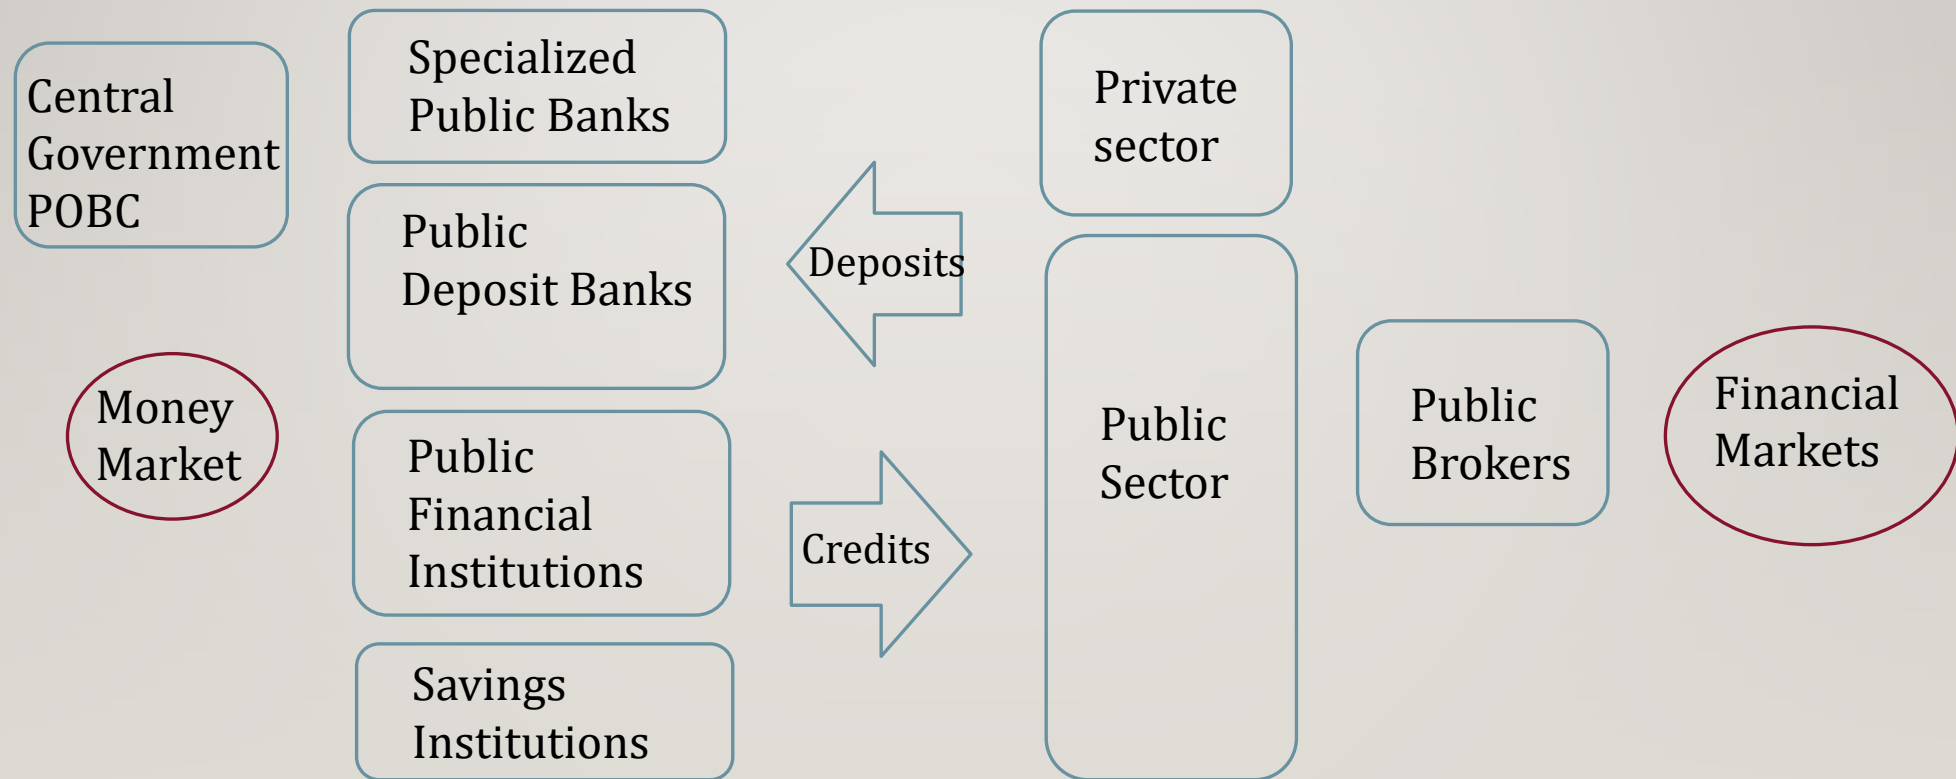 Central
Government
POBC
Money
Market
Specialized
Public Banks
Public
Deposit Banks
Public
Financial
Institutions
Savings
Institutions
Deposits
Credits
Private
sector
Public
Sector
Public
Brokers
Financial
Markets